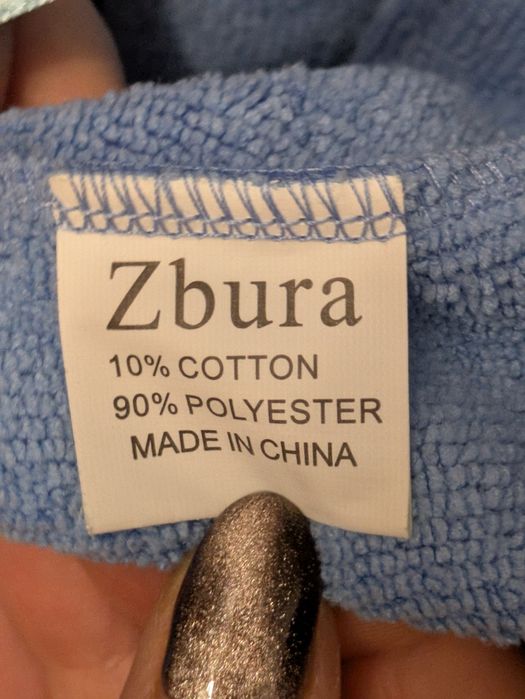 Zbura
10% COTTON
90% POLYESTER
MADE IN CHINA